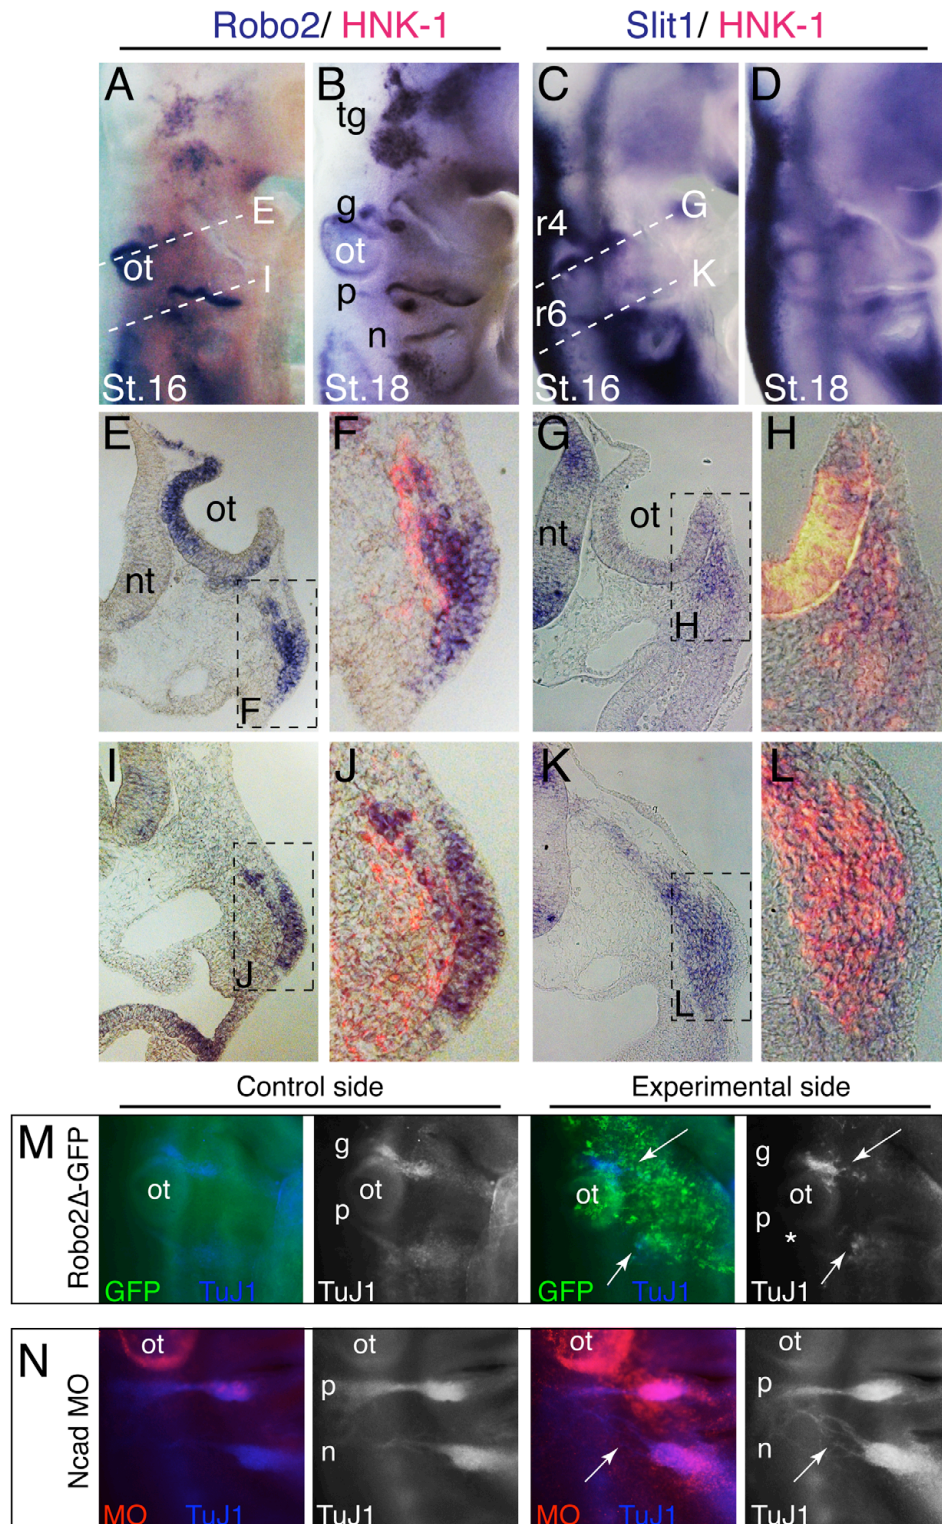 Robo2/ HNK-1 Slit1/ HNK-1
A B C D
tg
g
E
ot
ot
I
p
n
St.16 St.18
r4
G
K
r6
St.16 St.18
E F G H
ot ot
nt nt
F H
I J K L
J L
Control side Experimental side
M
Robo2Δ-GFP
ot
g
ot
p
ot
g
ot
p
*
GFP TuJ1 TuJ1 GFP TuJ1 TuJ1
N
Ncad MO
ot ot ot ot
p p
n n
MO TuJ1 TuJ1 MO TuJ1 TuJ1